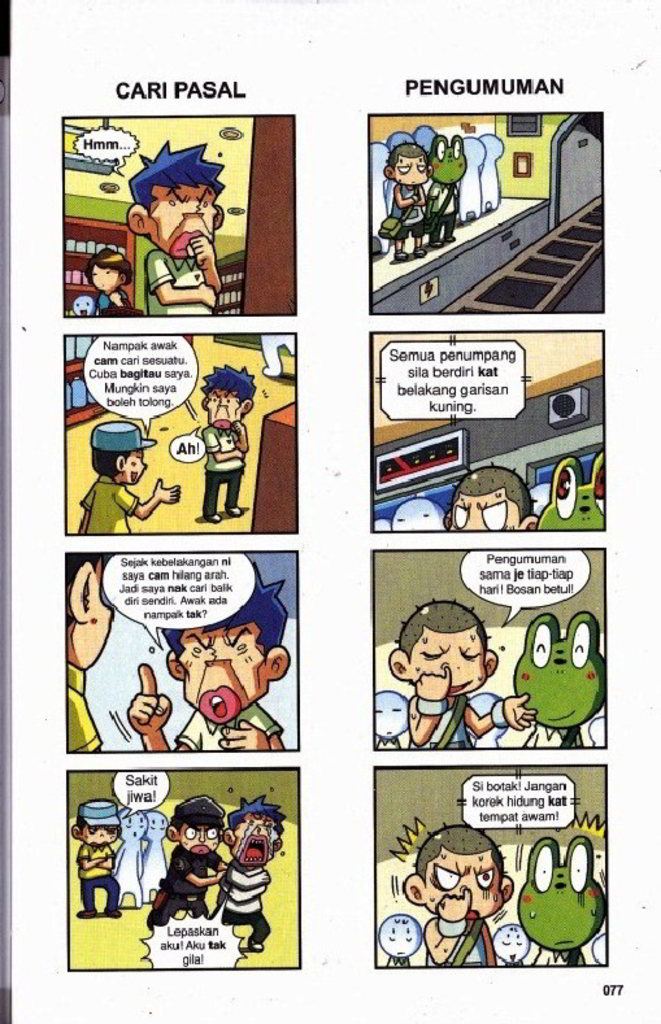 CARI PASAL
Hmm...
Nampak awak
cam cari sesuatu.
Cuba bagitau saya.
Mungkin saya
boleh tolong.
Ah!
Sejak kebelakangan ni
saya cam hilang arah.
Jadi saya nak cari balik
diri sendiri. Awak ada
nampak tak?
Sakit
jiwa!
Lepaskan
aku! Aku tak
gila!
PENGUMUMAN
Semua penumpang
sila berdiri kat
belakang garisan
kuning.
Pengumuman
sama je tiap-tiap
hari! Bosan betul!
Si botak! Jangan
korek hidung kat
tempat awam!
077